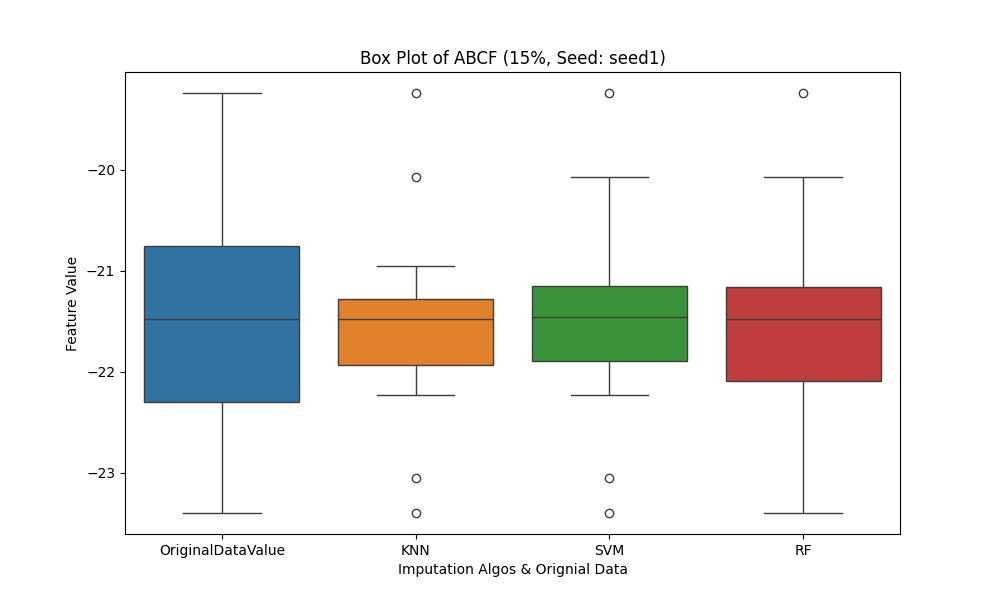 Box Plot of ABCF (15%, Seed: seed1)
Feature Value
−20
−21
−22
−23
OriginalDataValue KNN SVM RF
Imputation Algos & Orignial Data